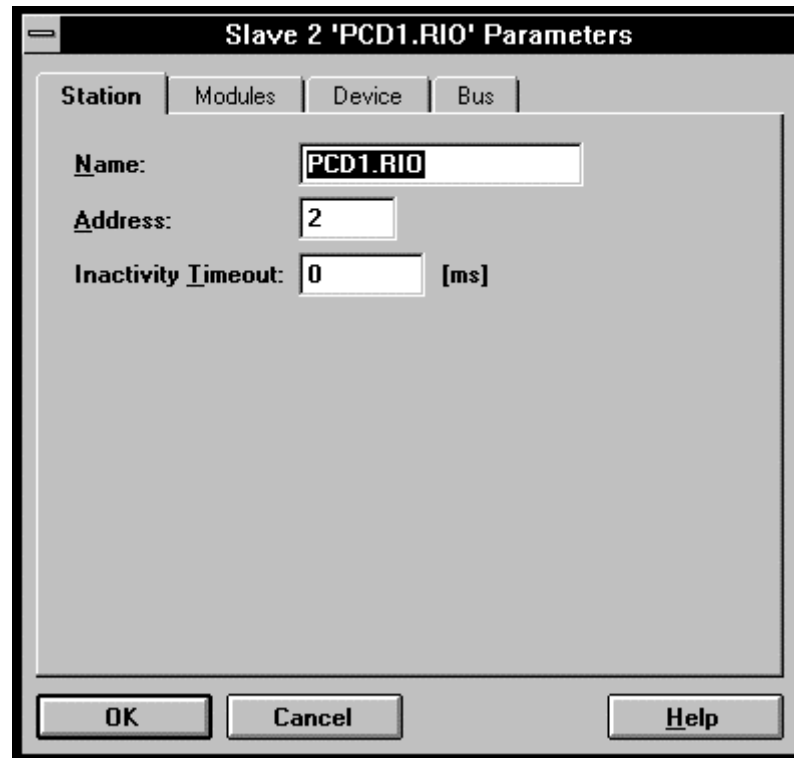 Slave 2 'PCD1.RIO' Parameters
Station Modules Device Bus
Name: PCD1.RIO
Address: 2
Inactivity Timeout: 0 [ms]
OK Cancel Help